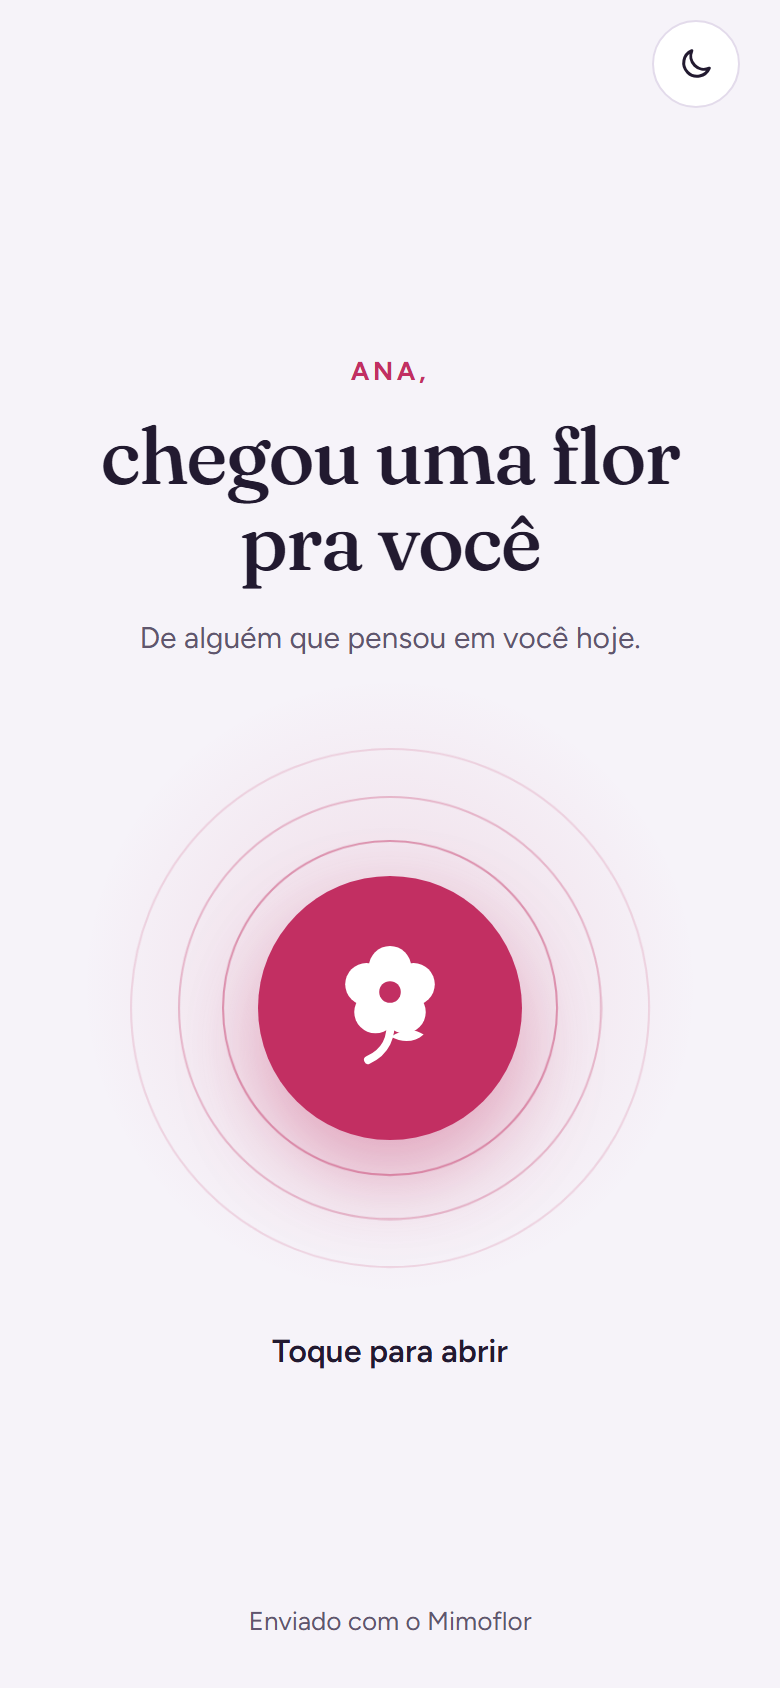 ANA,
chegou uma flor
pra você
De alguém que pensou em você hoje.
Toque para abrir
Enviado com o Mimoflor